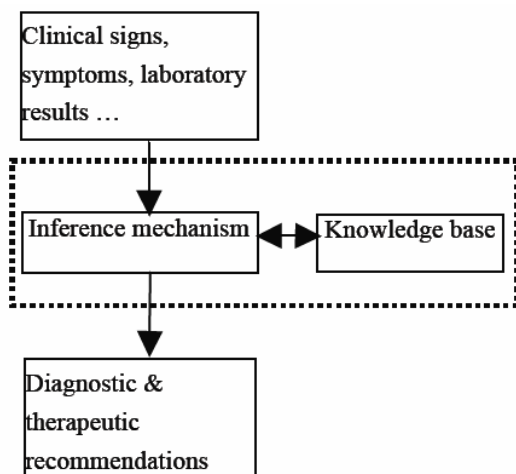 Clinical signs,
symptoms, laboratory
results …
Inference mechanism
Knowledge base
Diagnostic &
therapeutic
recommendations